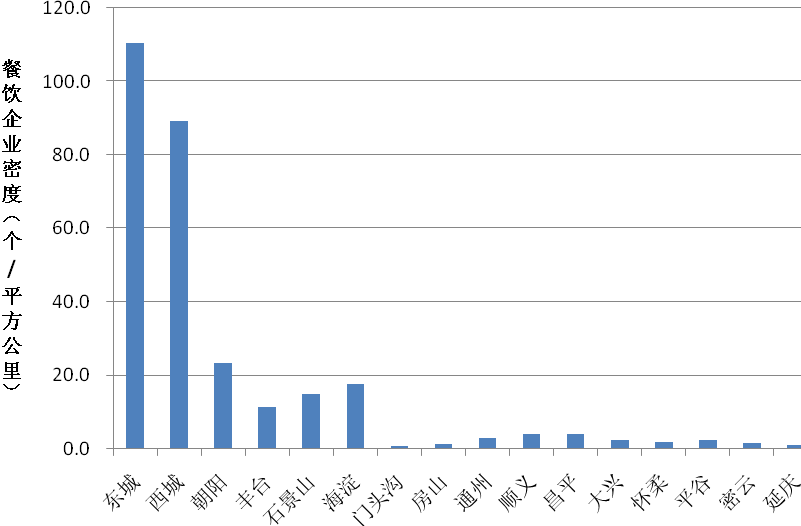 餐饮企业密度（个/平方公里）
120.0
100.0
80.0
60.0
40.0
20.0
0.0
东城
西城
朝阳
丰台
石景山
海淀
门头沟
房山
通州
顺义
昌平
大兴
怀柔
平谷
密云
延庆